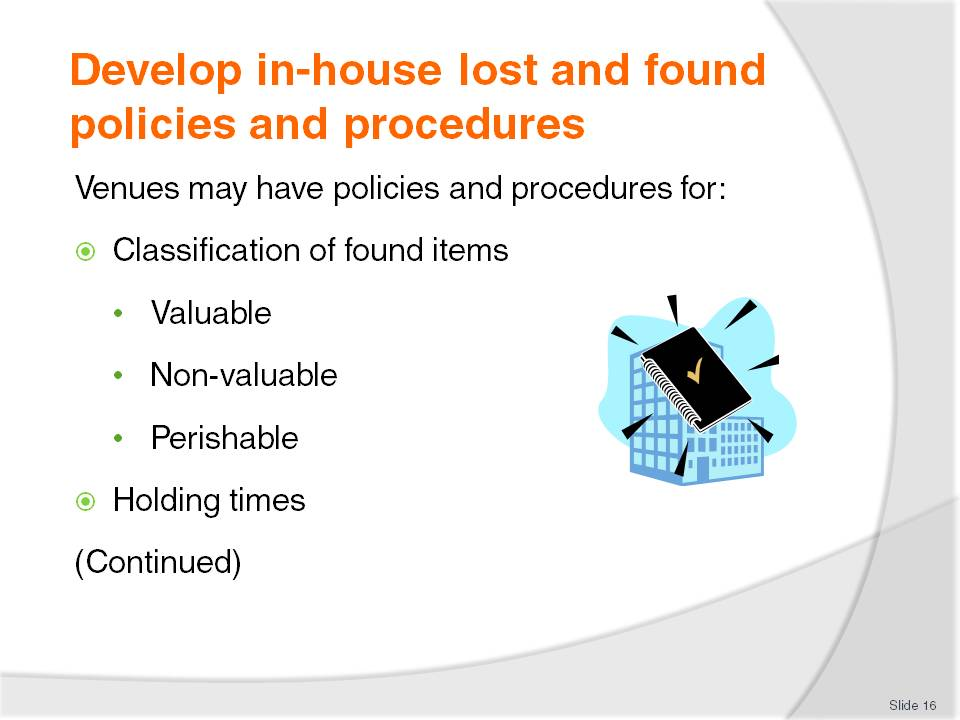 Develop in-house lost and found
policies and procedures
Venues may have policies and procedures for:
Classification of found items
• Valuable
• Non-valuable
• Perishable
Holding times
(Continued)
Slide 16